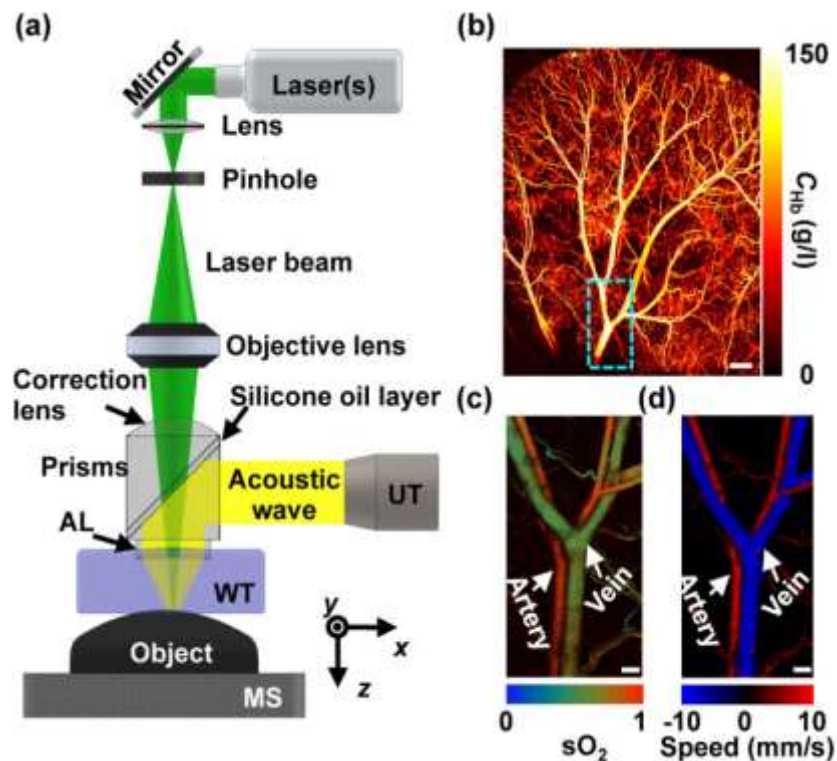 (a)
Mirror
Laser(s)
Lens
Pinhole
Laser beam
Objective lens
Correction
lens
Silicone oil layer
Prisms
Acoustic
wave
UT
AL
WT
Object
MS
y
x
z
(b)
150
C_Hb (g/l)
0
(c)
Artery
Vein
0
1
sO₂
(d)
Artery
Vein
-10
0
10
Speed (mm/s)